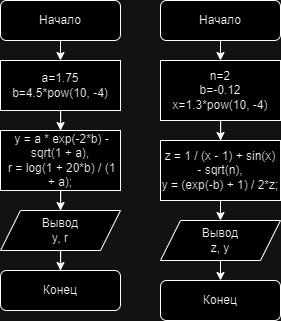 Начало
a=1.75
b=4.5*pow(10, -4)
y = a * exp(-2*b) -
sqrt(1 + a),
r = log(1 + 20*b) / (1
+ a);
Вывод
y, r
Конец
Начало
n=2
b=-0.12
x=1.3*pow(10, -4)
z = 1 / (x - 1) + sin(x)
- sqrt(n),
y = (exp(-b) + 1) / 2*z;
Вывод
z, y
Конец